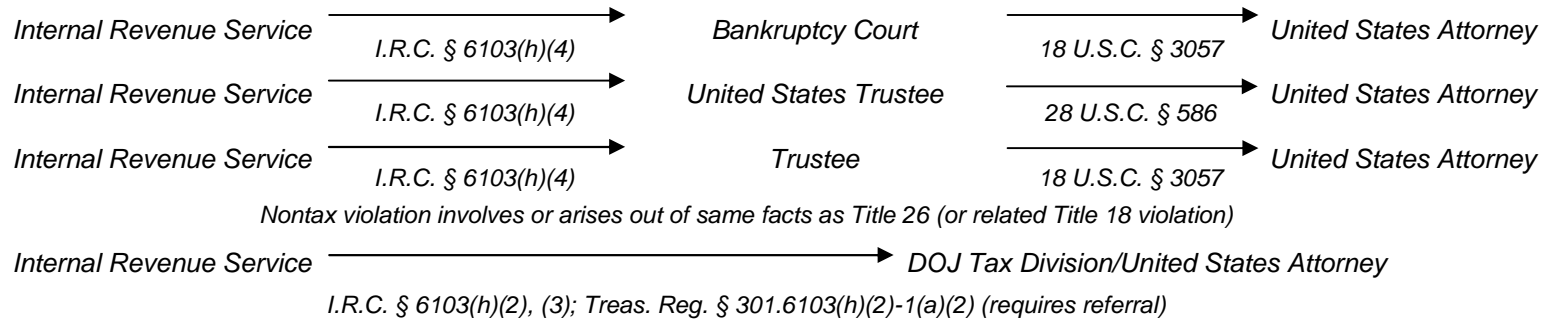 Internal Revenue Service Bankruptcy Court United States Attorney
I.R.C. § 6103(h)(4) 18 U.S.C. § 3057
Internal Revenue Service United States Trustee United States Attorney
I.R.C. § 6103(h)(4) 28 U.S.C. § 586
Internal Revenue Service Trustee United States Attorney
I.R.C. § 6103(h)(4) 18 U.S.C. § 3057
Nontax violation involves or arises out of same facts as Title 26 (or related Title 18 violation)
Internal Revenue Service DOJ Tax Division/United States Attorney
I.R.C. § 6103(h)(2), (3); Treas. Reg. § 301.6103(h)(2)-1(a)(2) (requires referral)